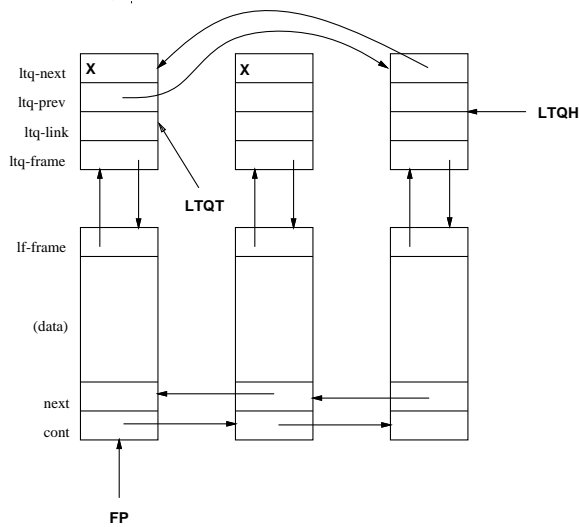 ltq-next X X
ltq-prev
LTQH
ltq-link
ltq-frame
LTQT
lf-frame
(data)
next
cont
FP